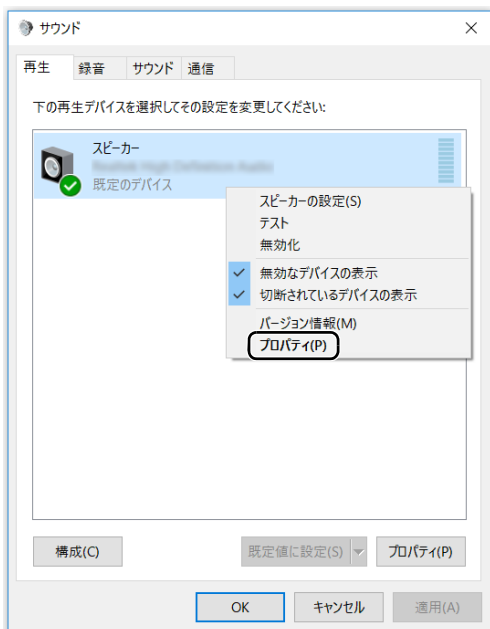 サウンド
再生 録音 サウンド 通信
下の再生デバイスを選択してその設定を変更してください:
スピーカー
既定のデバイス
スピーカーの設定(S)
テスト
無効化
無効なデバイスの表示
切断されているデバイスの表示
バージョン情報(M)
プロパティ(P)
構成(C) 既定値に設定(S) プロパティ(P)
OK キャンセル 適用(A)